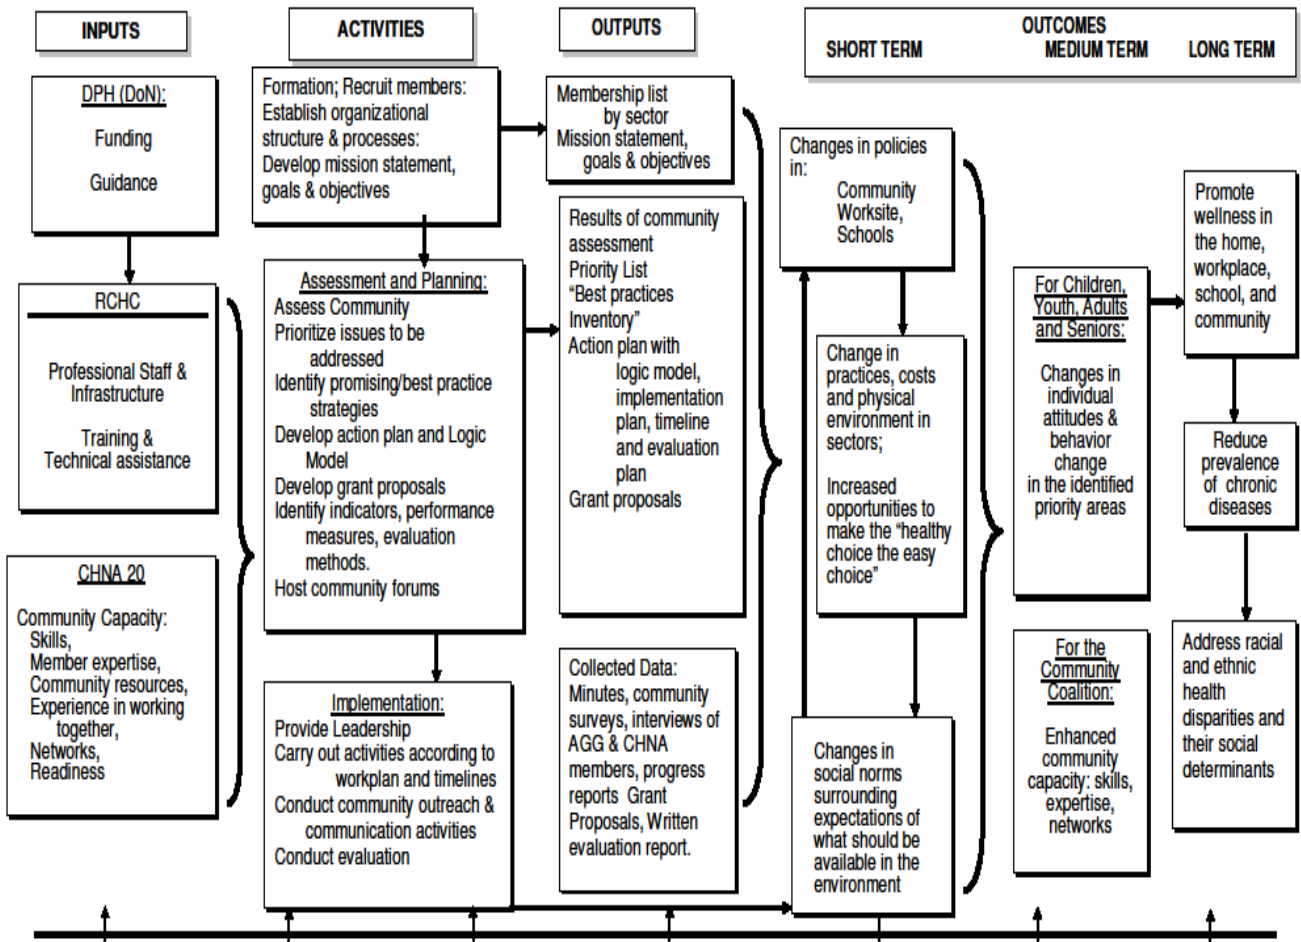 INPUTS
ACTIVITIES
OUTPUTS
OUTCOMES
SHORT TERM
MEDIUM TERM
LONG TERM
DPH (DoN):
Funding
Guidance
RCHC
Professional Staff &
Infrastructure
Training &
Technical assistance
CHNA 20
Community Capacity:
Skills,
Member expertise,
Community resources,
Experience in working
together,
Networks,
Readiness
Formation; Recruit members:
Establish organizational
structure & processes:
Develop mission statement,
goals & objectives
Assessment and Planning:
Assess Community
Prioritize issues to be
addressed
Identify promising/best practice
strategies
Develop action plan and Logic
Model
Develop grant proposals
Identify indicators, performance
measures, evaluation
methods.
Host community forums
Implementation:
Provide Leadership
Carry out activities according to
workplan and timelines
Conduct community outreach &
communication activities
Conduct evaluation
Membership list
by sector
Mission statement,
goals & objectives
Results of community
assessment
Priority List
“Best practices
Inventory”
Action plan with
logic model,
implementation
plan, timeline
and evaluation
plan
Grant proposals
Collected Data:
Minutes, community
surveys, interviews of
AGG & CHNA
members, progress
reports Grant
Proposals, Written
evaluation report.
Changes in policies
in:
Community
Worksite,
Schools
Change in
practices, costs
and physical
environment in
sectors;
Increased
opportunities to
make the “healthy
choice the easy
choice”
Changes in
social norms
surrounding
expectations of
what should be
available in the
environment
For Children,
Youth, Adults
and Seniors:
Changes in
individual
attitudes &
behavior
change
in the identified
priority areas
For the
Community
Coalition:
Enhanced
community
capacity: skills,
expertise,
networks
Promote
wellness in
the home,
workplace,
school, and
community
Reduce
prevalence
of chronic
diseases
Address racial
and ethnic
health
disparities and
their social
determinants